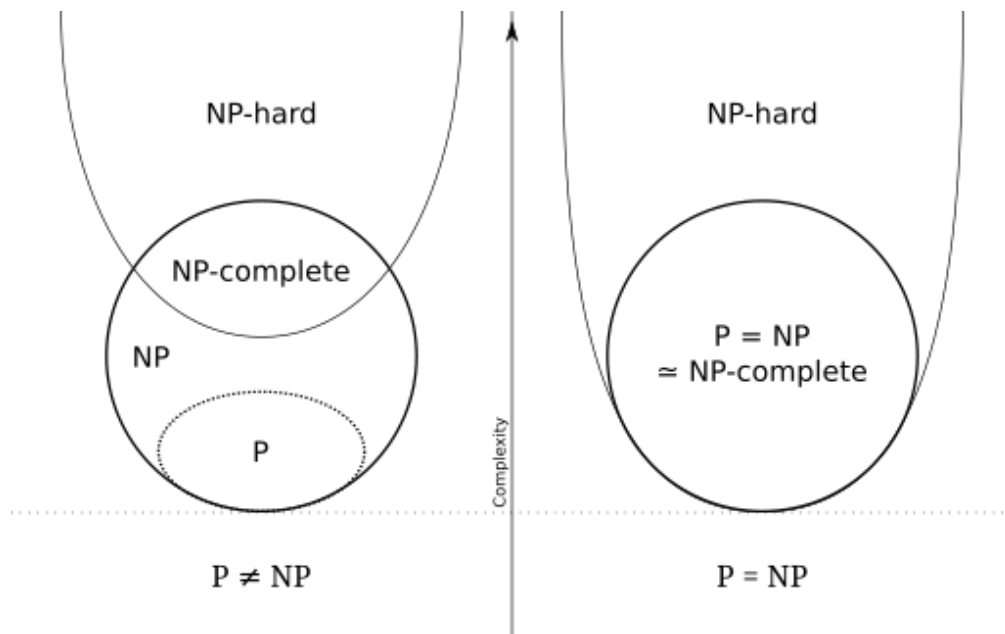 NP-hard
NP-complete
NP
P
P ≠ NP
Complexity
NP-hard
P = NP
≃ NP-complete
P = NP